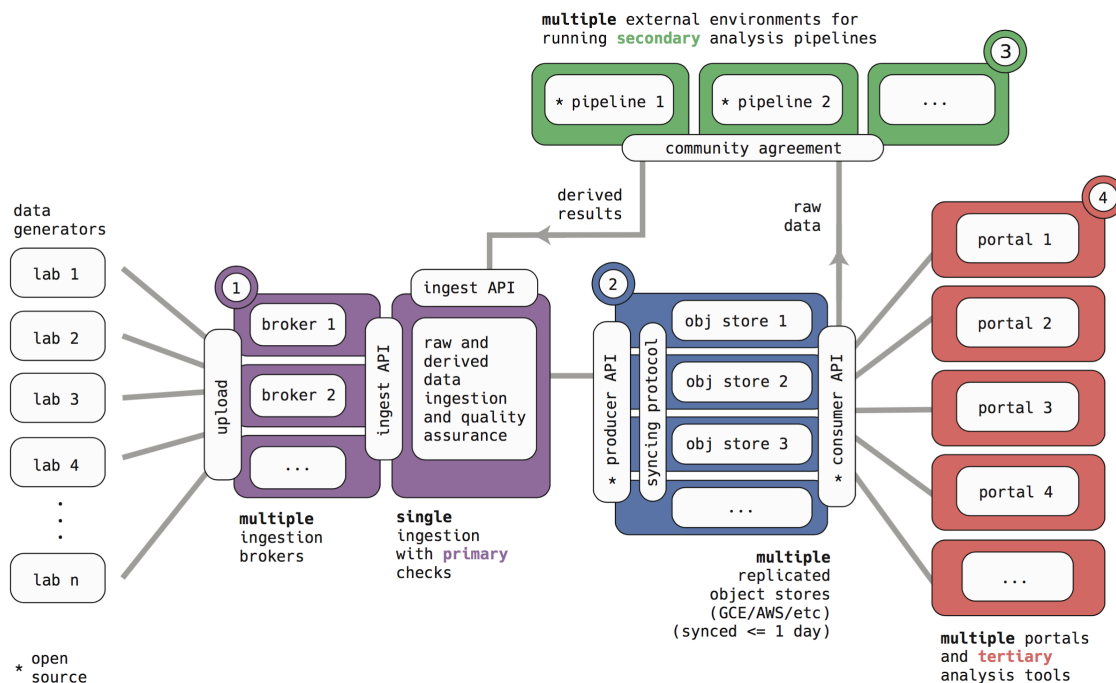 multiple external environments for
running secondary analysis pipelines
3
* pipeline 1
* pipeline 2
...
community agreement
derived
results
raw
data
data
generators
lab 1
lab 2
lab 3
lab 4
.
.
.
lab n
upload
1
broker 1
broker 2
...
multiple
ingestion
brokers
ingest API
ingest API
raw and
derived
data
ingestion
and quality
assurance
single
ingestion
with primary
checks
2
* producer API
syncing protocol
obj store 1
obj store 2
obj store 3
...
* consumer API
multiple
replicated
object stores
(GCE/AWS/etc)
(synced <= 1 day)
4
portal 1
portal 2
portal 3
portal 4
...
multiple portals
and tertiary
analysis tools
* open
source